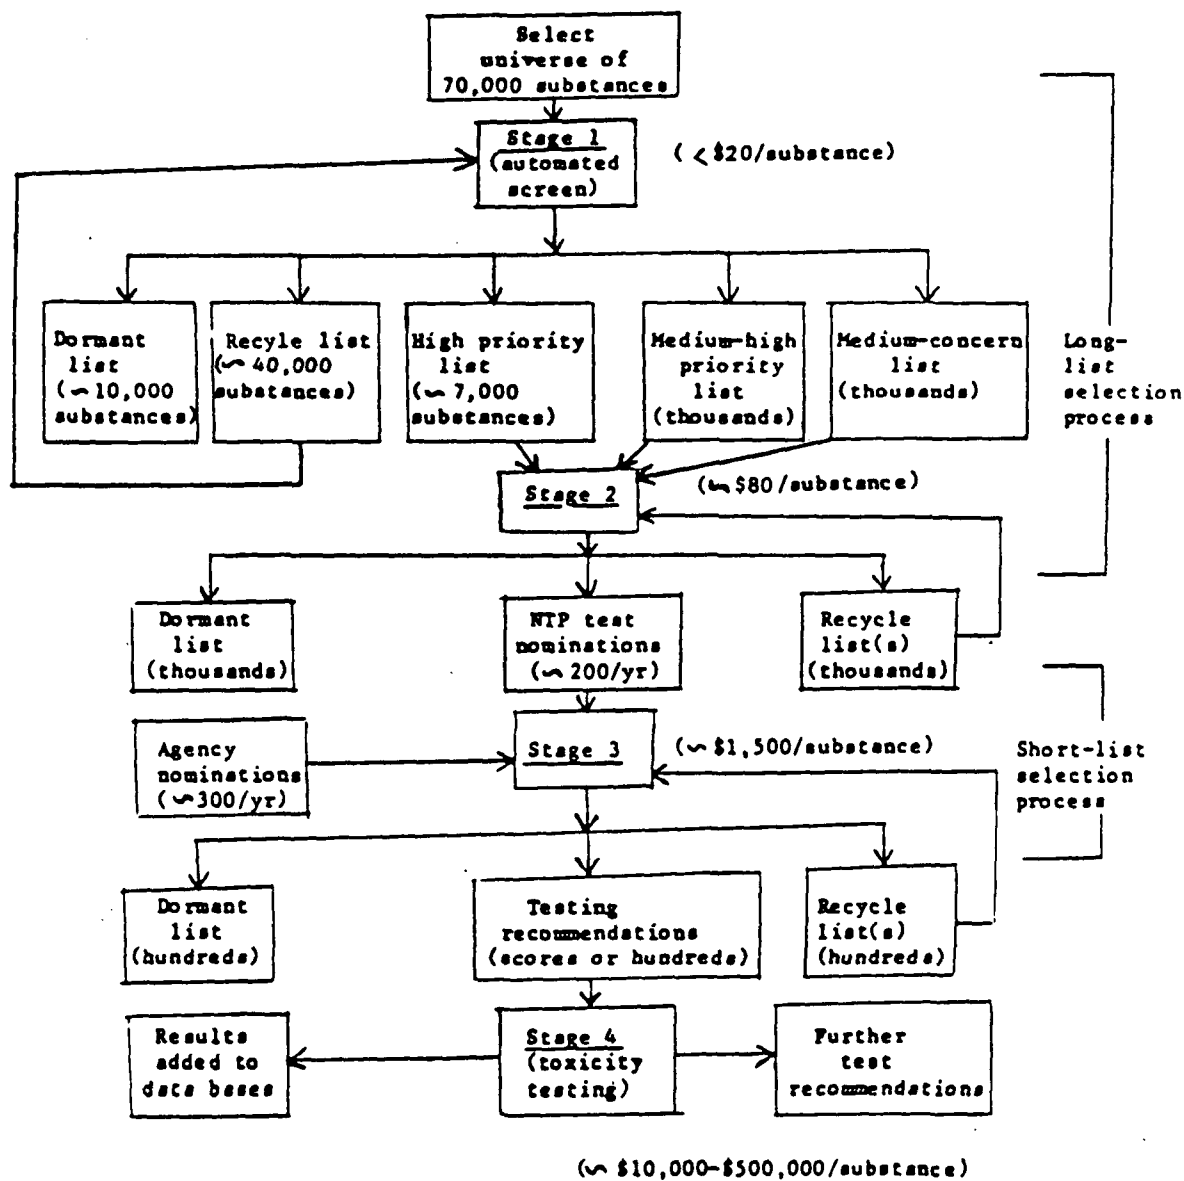 Select
universe of
70,000 substances
Stage 1
(automated
screen)
( <$20/substance)
Dormant
list
(~10,000
substances)
Recyle list
(~ 40,000
substances)
High priority
list
(~ 7,000
substances)
Medium-high
priority
list
(thousands)
Medium-concern
list
(thousands)
Long-
list
selection
process
Stage 2
(~$80/substance)
Dormant
list
(thousands)
NTP test
nominations
(~ 200/yr)
Recycle
list(s)
(thousands)
Agency
nominations
(~300/yr)
Stage 3
(~ $1,500/substance)
Short-list
selection
process
Dormant
list
(hundreds)
Testing
recommendations
(scores or hundreds)
Recycle
list(s)
(hundreds)
Results
added to
data bases
Stage 4
(toxicity
testing)
Further
test
recommendations
(~ $10,000-$500,000/substance)